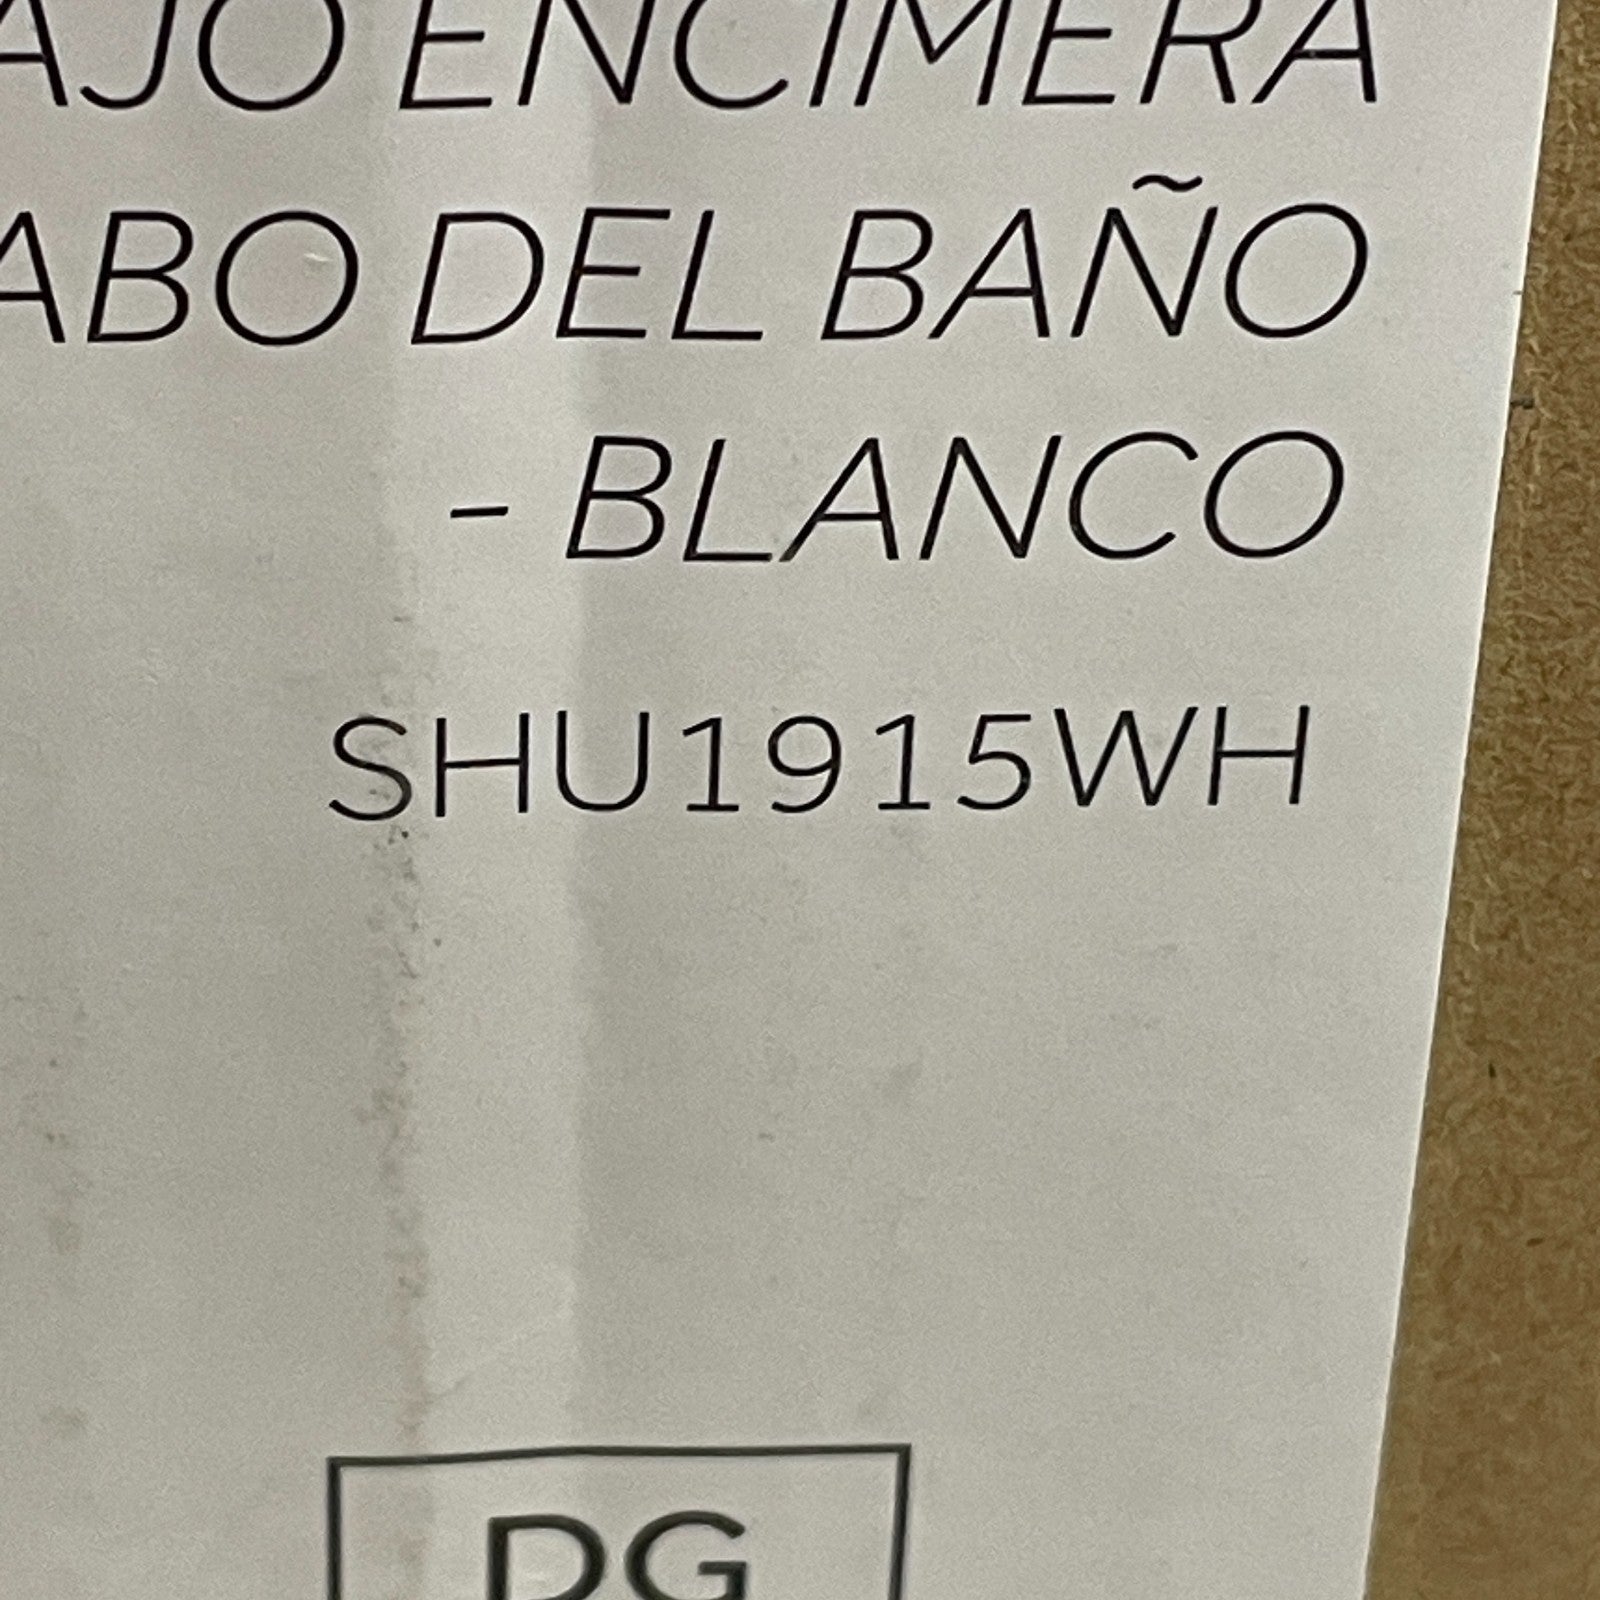 AJO ENCIMERA
ABO DEL BAÑO
- BLANCO
SHU1915WH
DG